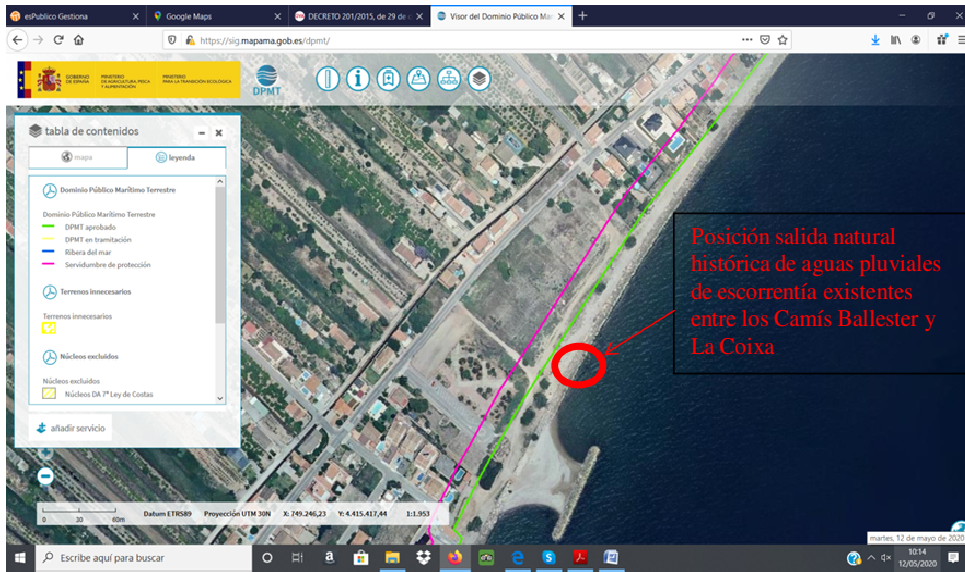 esPublico Gestiona
Google Maps
DECRETO 201/2015, de 29 de
Visor del Dominio Público Mar
https://sig.mapama.gob.es/dpmt/
GOBIERNO DE ESPAÑA
MINISTERIO DE AGRICULTURA, PESCA Y ALIMENTACIÓN
MINISTERIO PARA LA TRANSICIÓN ECOLÓGICA
DPMT
tabla de contenidos
mapa
leyenda
Dominio Público Marítimo Terrestre
Dominio Público Marítimo Terrestre
DPMT aprobado
DPMT en tramitación
Ribera del mar
Servidumbre de protección
Terrenos innecesarios
Terrenos innecesarios
Núcleos excluidos
Núcleos excluidos
Núcleos DA 7ª Ley de Costas
añadir servicio
Posición salida natural
histórica de aguas pluviales
de escorrentía existentes
entre los Camís Ballester y
La Coixa
0 30 60m Datum ETRS89 Proyección UTM 30N X: 749.246,23 Y: 4.415.417,44 1:1.953
martes, 12 de mayo de 2020
Escribe aquí para buscar
10:14
12/05/2020